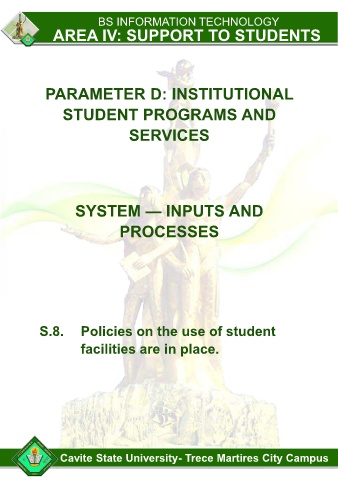 BS INFORMATION TECHNOLOGY
AREA IV: SUPPORT TO STUDENTS
PARAMETER D: INSTITUTIONAL
STUDENT PROGRAMS AND
SERVICES
SYSTEM — INPUTS AND
PROCESSES
S.8. Policies on the use of student
facilities are in place.
Cavite State University- Trece Martires City Campus